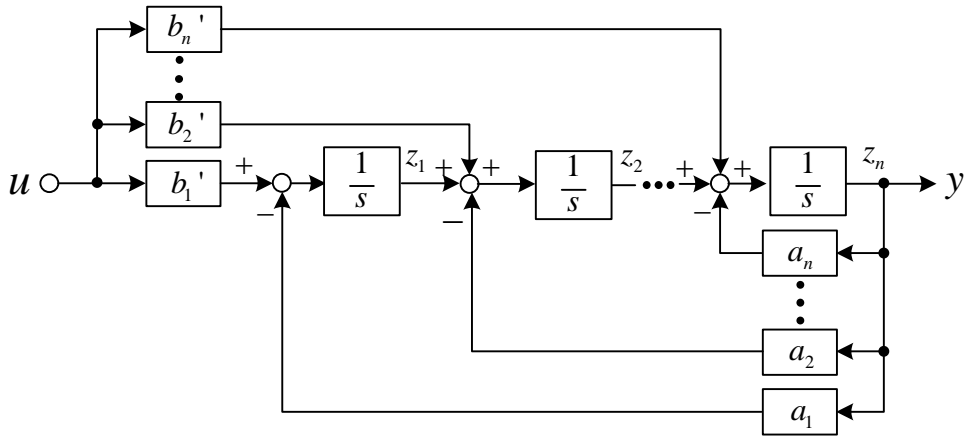 b_n '
b_2 '
u
b_1 '
+
−
1/s
z_1
+
+
−
1/s
z_2
+
+
−
1/s
z_n
y
a_n
a_2
a_1